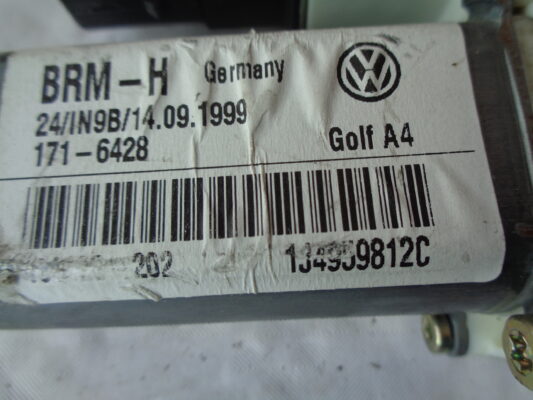 BRM-H Germany
24/IN9B/14.09.1999
171-6428 Golf A4
202 1J4959812C